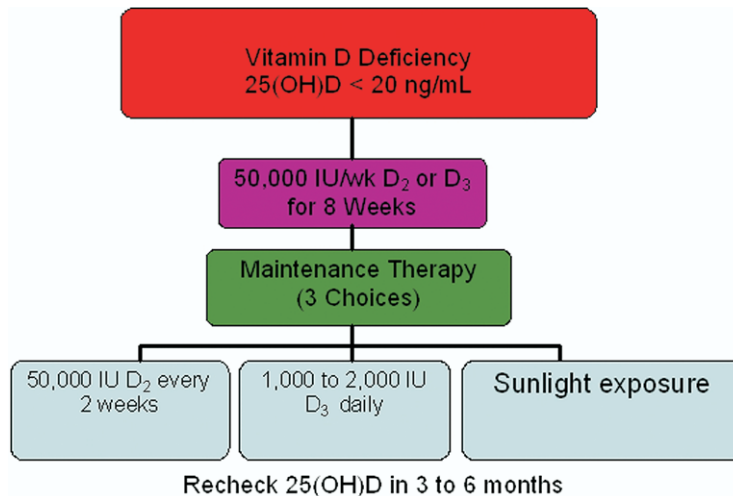 Vitamin D Deficiency
25(OH)D < 20 ng/mL
50,000 IU/wk D₂ or D₃
for 8 Weeks
Maintenance Therapy
(3 Choices)
50,000 IU D₂ every
2 weeks
1,000 to 2,000 IU
D₃ daily
Sunlight exposure
Recheck 25(OH)D in 3 to 6 months